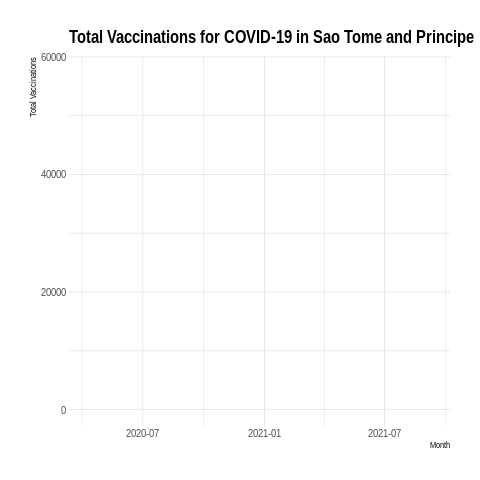 Total Vaccinations for COVID-19 in Sao Tome and Principe
Total Vaccinations
60000
40000
20000
0
2020-07 2021-01 2021-07
Month